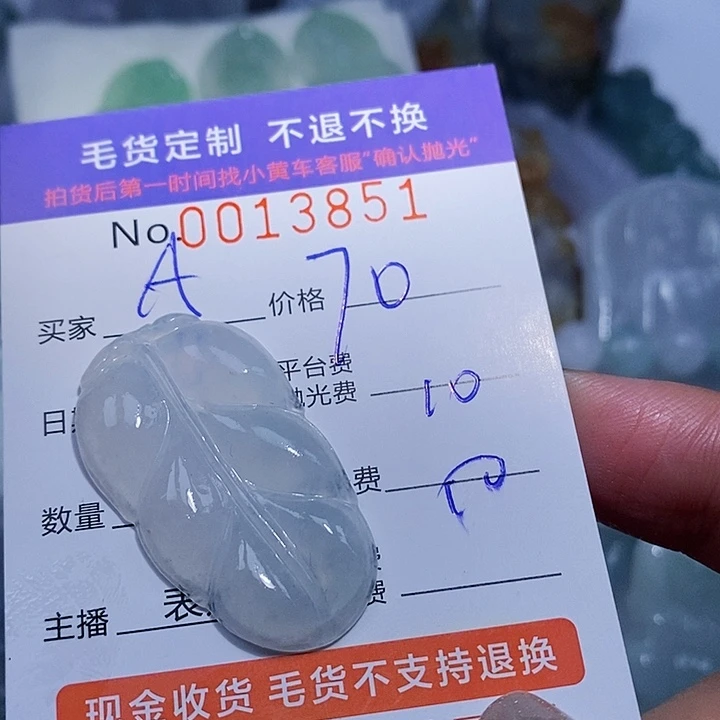 毛货定制 不退不换
拍货后第一时间找小黄车客服"确认抛光"
No.0013851
买家 A 价格 70
平台费
抛光费 10
日
费
数量
主播 表
费
现金收货 毛货不支持退换